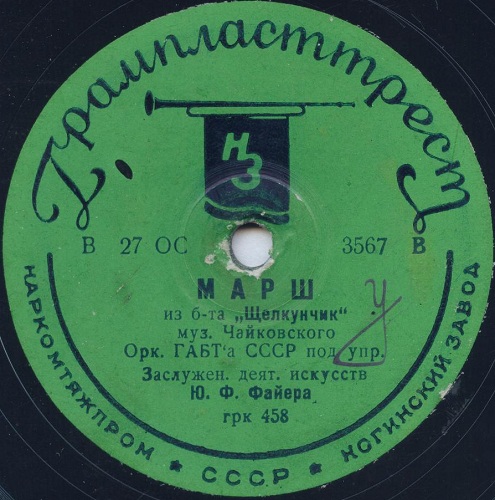 Грампласттрест
НЗ
В 27 ОС 3567 В
МАРШ
из б-та „Щелкунчик"
муз. Чайковского
Орк. ГАБТ'а СССР под упр.
Заслужен. деят. искусств
Ю. Ф. Файера
грк 458
НАРКОМТЯЖПРОМ ★ СССР ★ НОГИНСКИЙ ЗАВОД
У